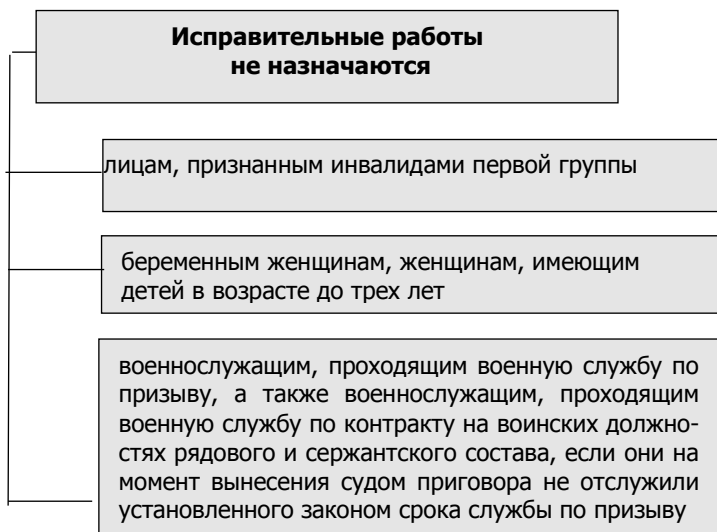 Исправительные работы
не назначаются
лицам, признанным инвалидами первой группы
беременным женщинам, женщинам, имеющим
детей в возрасте до трех лет
военнослужащим, проходящим военную службу по
призыву, а также военнослужащим, проходящим
военную службу по контракту на воинских должно-
стях рядового и сержантского состава, если они на
момент вынесения судом приговора не отслужили
установленного законом срока службы по призыву